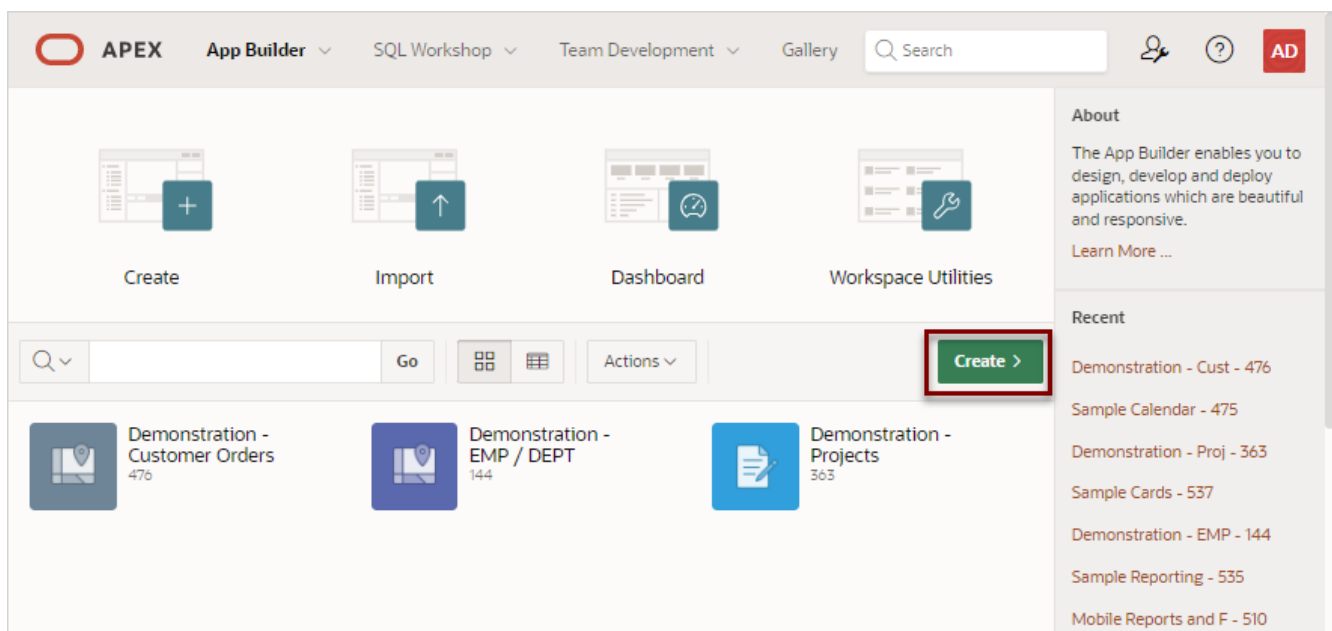 APEX
App Builder
SQL Workshop
Team Development
Gallery
Search
AD
Create
Import
Dashboard
Workspace Utilities
Go
Actions
Create >
Demonstration -
Customer Orders
476
Demonstration -
EMP / DEPT
144
Demonstration -
Projects
363
About
The App Builder enables you to
design, develop and deploy
applications which are beautiful
and responsive.
Learn More ...
Recent
Demonstration - Cust - 476
Sample Calendar - 475
Demonstration - Proj - 363
Sample Cards - 537
Demonstration - EMP - 144
Sample Reporting - 535
Mobile Reports and F - 510